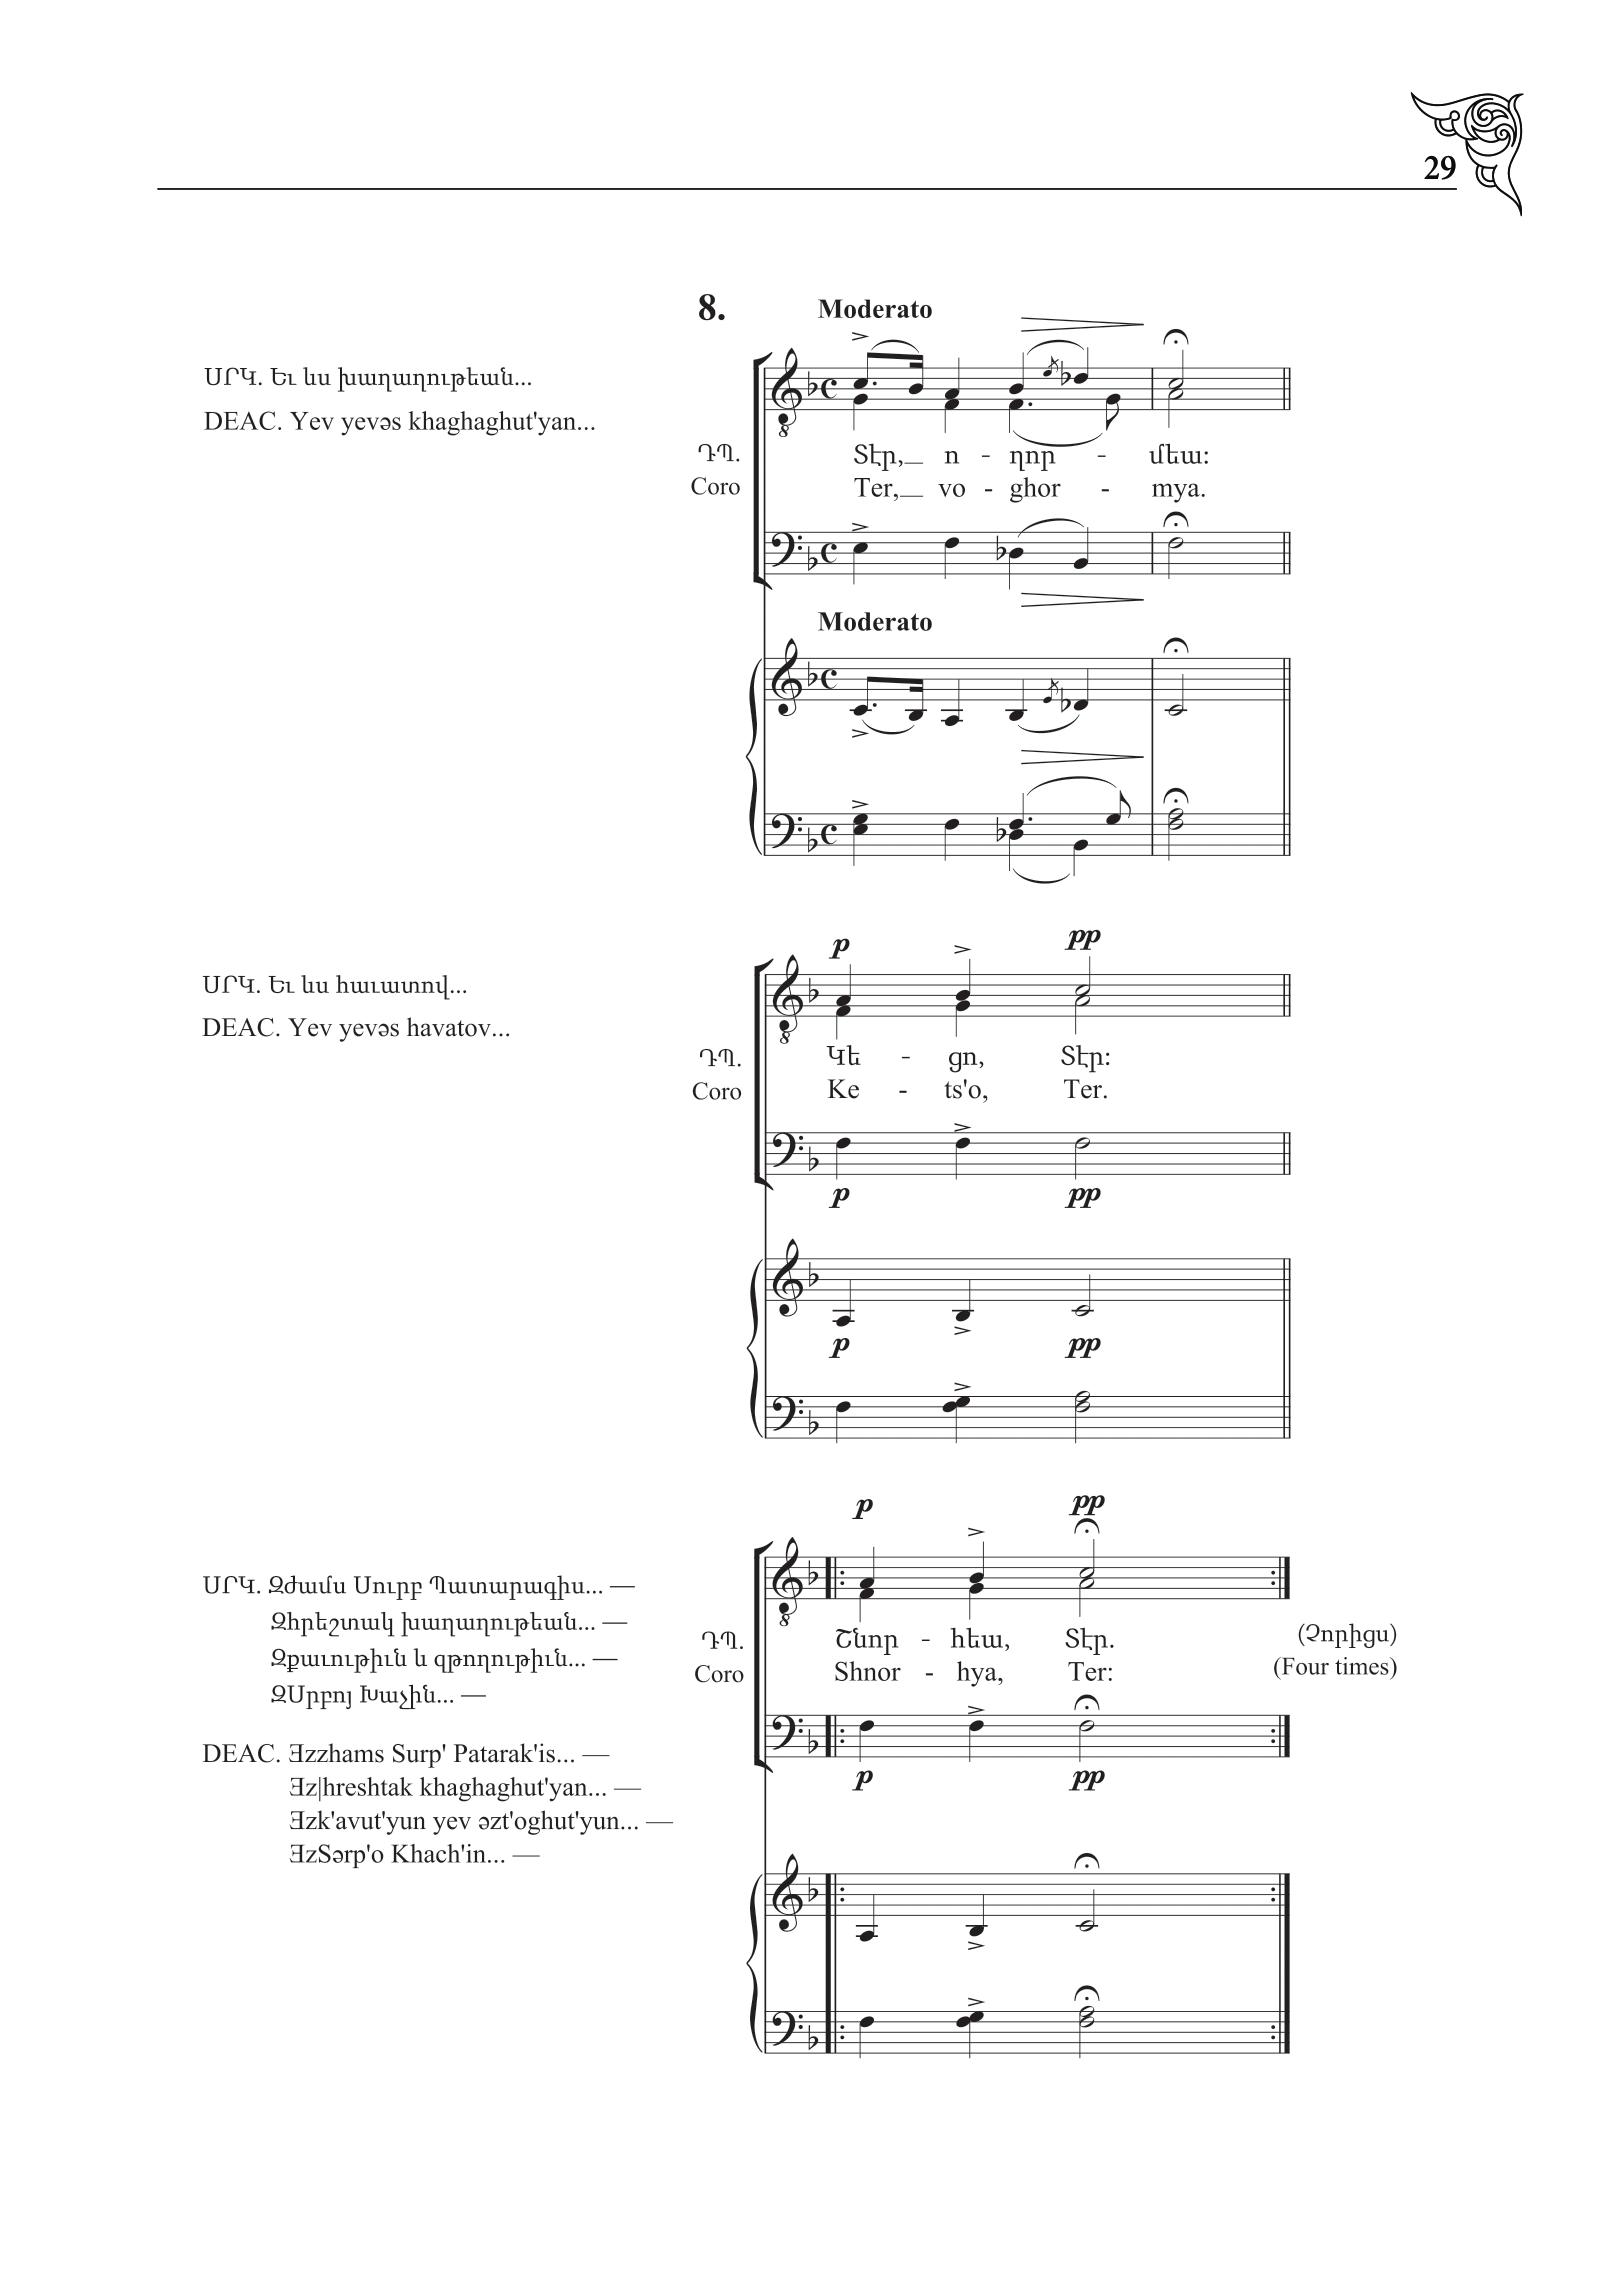 29
8.
Moderato
ՍՐԿ. Եւ ևս խաղաղութեան...
DEAC. Yev yevəs khaghaghut'yan...
ԴՊ.
Տէր, ո - ղոր - մեա:
Coro
Ter, vo - ghor - mya.
Moderato
p pp
ՍՐԿ. Եւ ևս հաւատով...
DEAC. Yev yevəs havatov...
ԴՊ.
Կե - ցո, Տէր:
Coro
Ke - ts'o, Ter.
p pp
p pp
p pp
ՍՐԿ. Զժամս Սուրբ Պատարագիս... —
Զհրեշտակ խաղաղութեան... —
Զքաւութիւն և զթողութիւն... —
ԶՍրբոյ Խաչին... —
ԴՊ.
Շնոր - հեա, Տէր.
(Չորիցս)
Coro
Shnor - hya, Ter:
(Four times)
DEAC. Əzzhams Surp' Patarak'is... —
Əz|hreshtak khaghaghut'yan... —
Əzk'avut'yun yev əzt'oghut'yun... —
ƏzSərp'o Khach'in... —
p pp